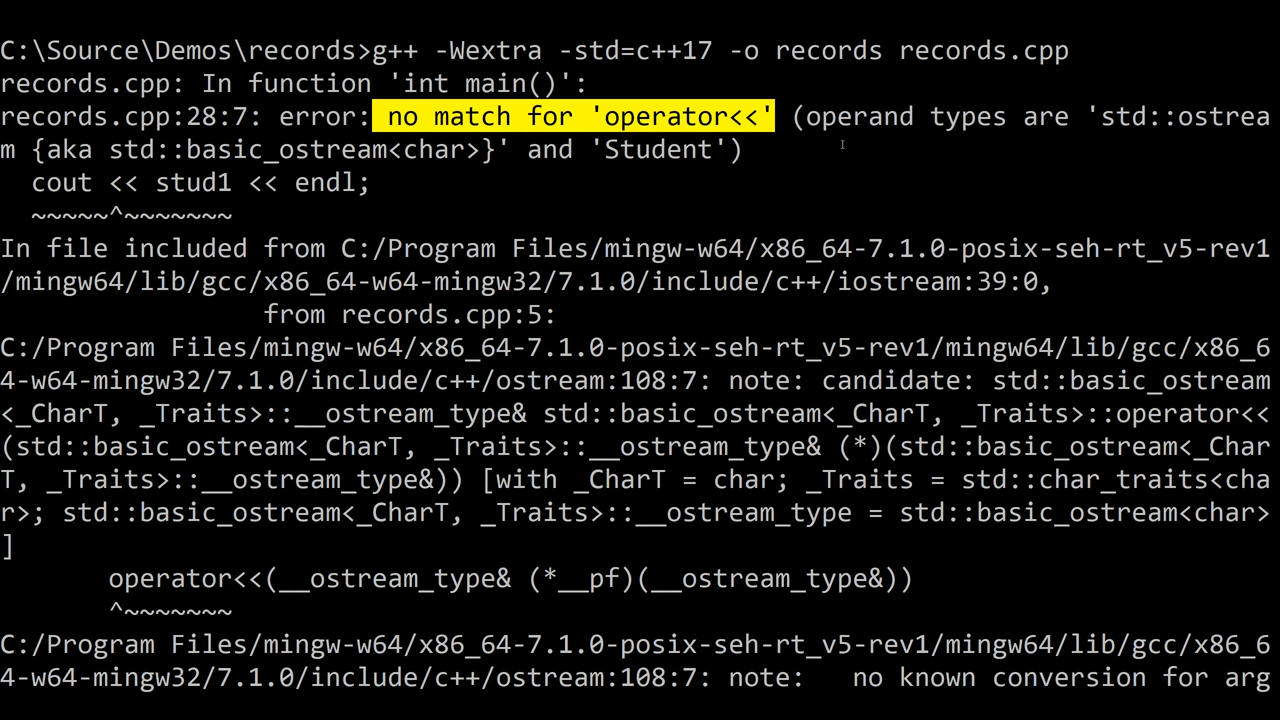 C:\Source\Demos\records>g++ -Wextra -std=c++17 -o records records.cpp
records.cpp: In function 'int main()':
records.cpp:28:7: error: no match for 'operator<<' (operand types are 'std::ostrea
m {aka std::basic_ostream<char>}' and 'Student')
  cout << stud1 << endl;
  ~~~~~^~~~~~~~
In file included from C:/Program Files/mingw-w64/x86_64-7.1.0-posix-seh-rt_v5-rev1
/mingw64/lib/gcc/x86_64-w64-mingw32/7.1.0/include/c++/iostream:39:0,
                 from records.cpp:5:
C:/Program Files/mingw-w64/x86_64-7.1.0-posix-seh-rt_v5-rev1/mingw64/lib/gcc/x86_6
4-w64-mingw32/7.1.0/include/c++/ostream:108:7: note: candidate: std::basic_ostream
<_CharT, _Traits>::__ostream_type& std::basic_ostream<_CharT, _Traits>::operator<<
(std::basic_ostream<_CharT, _Traits>::__ostream_type& (*)(std::basic_ostream<_Char
T, _Traits>::__ostream_type&)) [with _CharT = char; _Traits = std::char_traits<cha
r>; std::basic_ostream<_CharT, _Traits>::__ostream_type = std::basic_ostream<char>
]
       operator<<(__ostream_type& (*__pf)(__ostream_type&))
       ^~~~~~~~
C:/Program Files/mingw-w64/x86_64-7.1.0-posix-seh-rt_v5-rev1/mingw64/lib/gcc/x86_6
4-w64-mingw32/7.1.0/include/c++/ostream:108:7: note:   no known conversion for arg